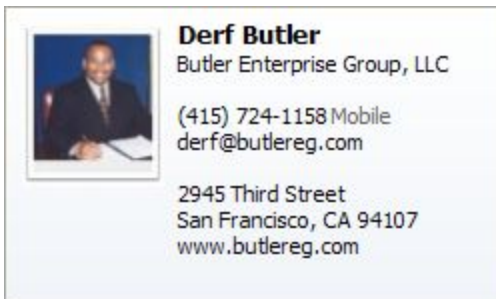 Derf Butler
Butler Enterprise Group, LLC
(415) 724-1158 Mobile
derf@butlereg.com
2945 Third Street
San Francisco, CA 94107
www.butlereg.com